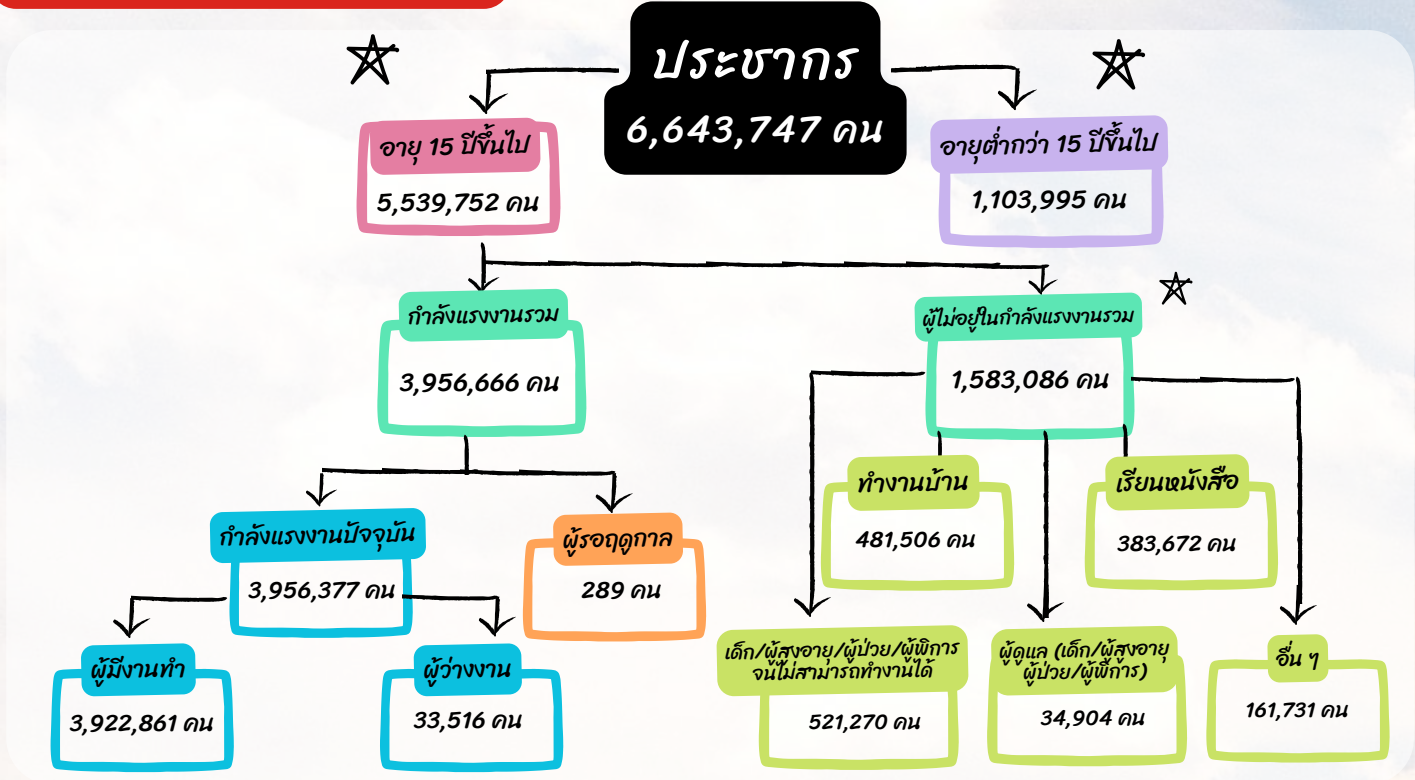 ประชากร
6,643,747 คน
อายุ 15 ปีขึ้นไป
5,539,752 คน
อายุต่ำกว่า 15 ปีขึ้นไป
1,103,995 คน
กำลังแรงงานรวม
3,956,666 คน
ผู้ไม่อยู่ในกำลังแรงงานรวม
1,583,086 คน
กำลังแรงงานปัจจุบัน
3,956,377 คน
ผู้รอฤดูกาล
289 คน
ทำงานบ้าน
481,506 คน
เรียนหนังสือ
383,672 คน
ผู้มีงานทำ
3,922,861 คน
ผู้ว่างงาน
33,516 คน
เด็ก/ผู้สูงอายุ/ผู้ป่วย/ผู้พิการ
จนไม่สามารถทำงานได้
521,270 คน
ผู้ดูแล (เด็ก/ผู้สูงอายุ
ผู้ป่วย/ผู้พิการ)
34,904 คน
อื่น ๆ
161,731 คน